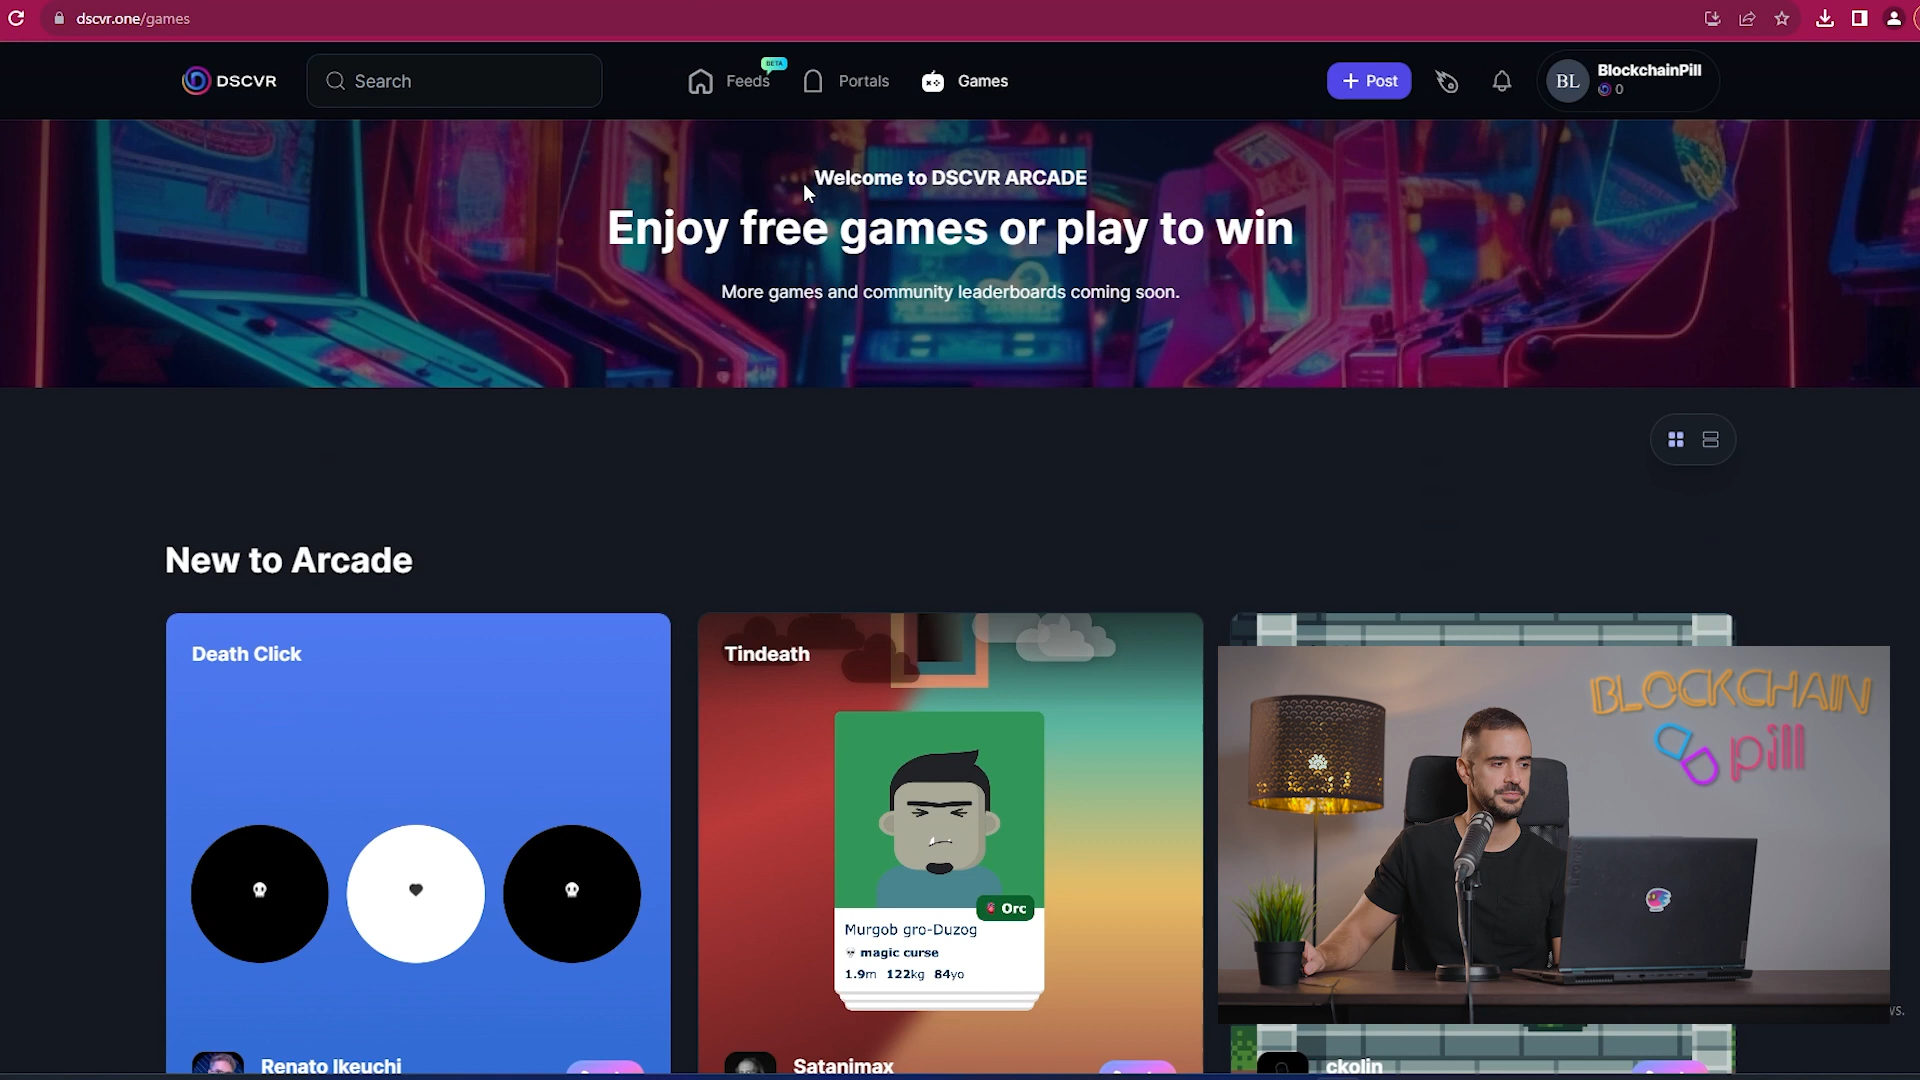 dscvr.one/games
DSCVR
Search
Feeds
BETA
Portals
Games
+ Post
BL
BlockchainPill
0
Welcome to DSCVR ARCADE
Enjoy free games or play to win
More games and community leaderboards coming soon.
New to Arcade
Death Click
Tindeath
Orc
Murgob gro-Duzog
magic curse
1.9m 122kg 84yo
BLOCKCHAIN
pill
Renato Ikeuchi
Satanimax
ckolin